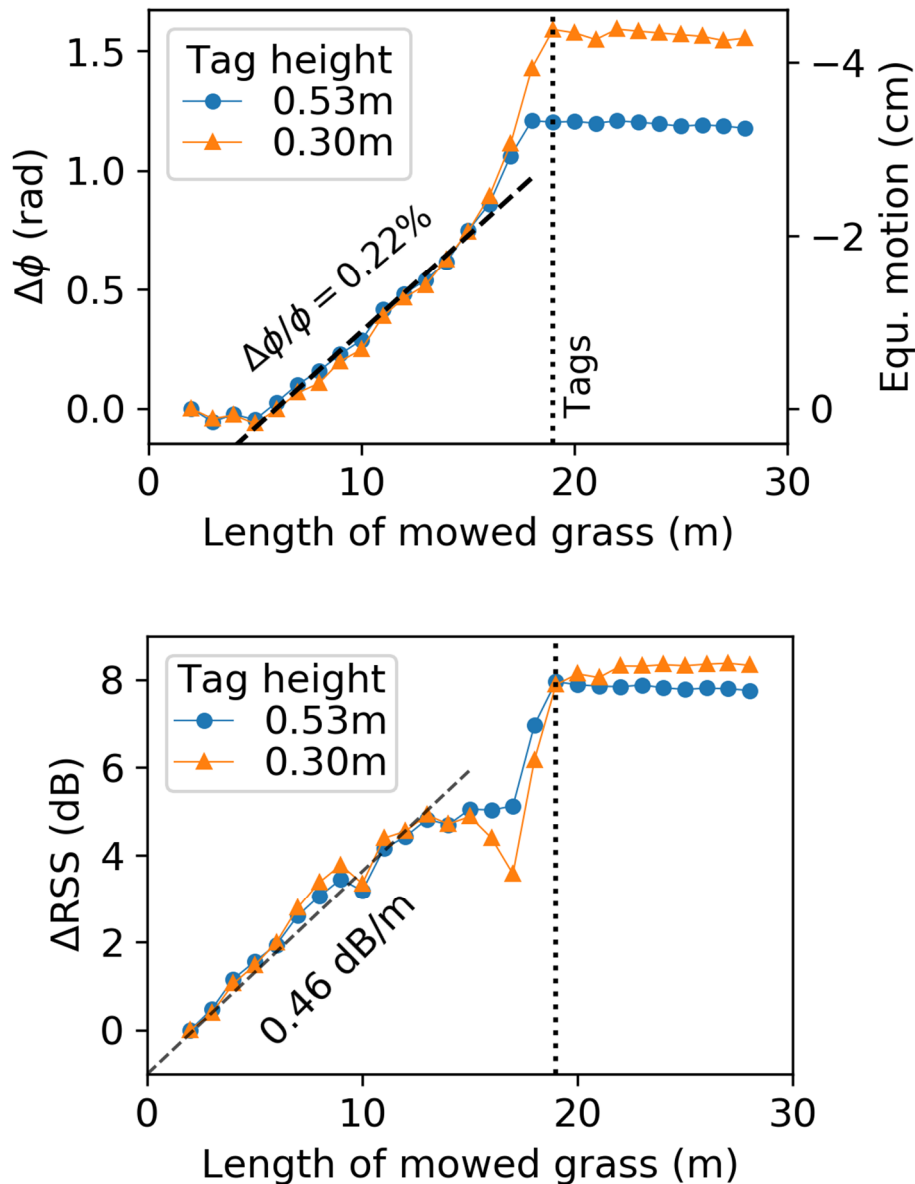 Tag height
0.53m
0.30m
Δϕ/ϕ = 0.22%
Tags
1.5
1.0
0.5
0.0
Δϕ (rad)
−4
−2
0
Equ. motion (cm)
0 10 20 30
Length of mowed grass (m)
Tag height
0.53m
0.30m
0.46 dB/m
8
6
4
2
0
ΔRSS (dB)
0 10 20 30
Length of mowed grass (m)